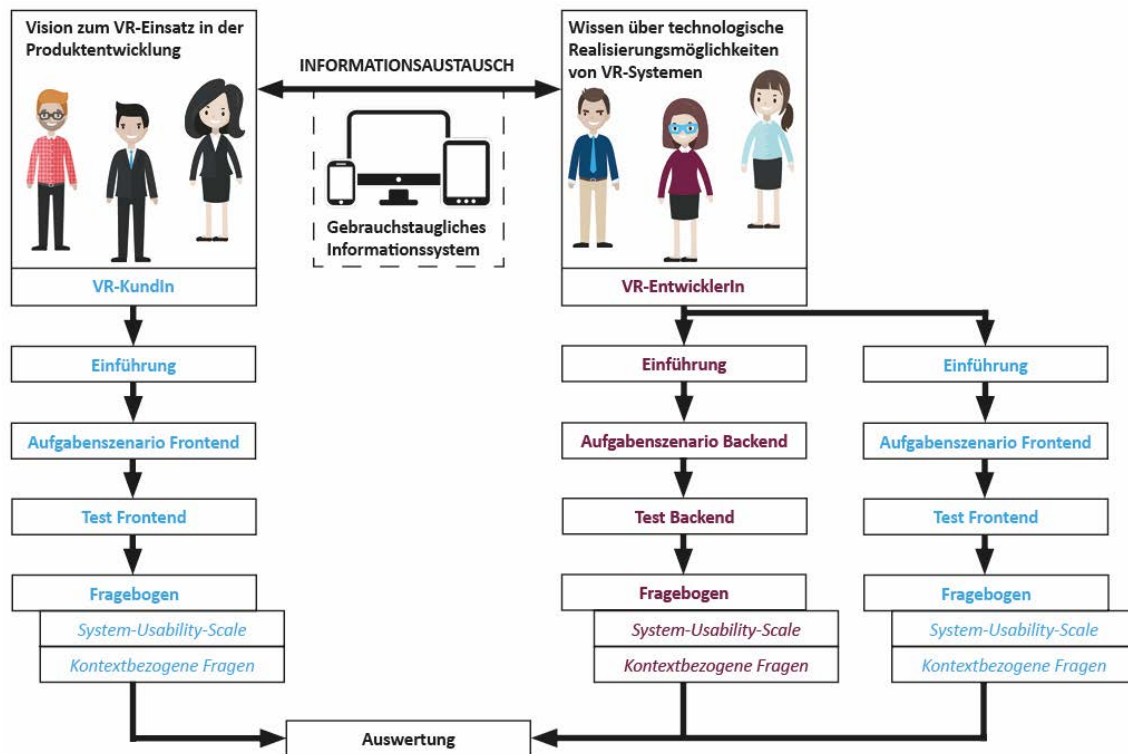 Vision zum VR-Einsatz in der
Produktentwicklung
INFORMATIONSAUSTAUSCH
Wissen über technologische
Realisierungsmöglichkeiten
von VR-Systemen
Gebrauchstaugliches
Informationssystem
VR-KundIn
VR-EntwicklerIn
Einführung
Einführung
Einführung
Aufgabenszenario Frontend
Aufgabenszenario Backend
Aufgabenszenario Frontend
Test Frontend
Test Backend
Test Frontend
Fragebogen
Fragebogen
Fragebogen
System-Usability-Scale
System-Usability-Scale
System-Usability-Scale
Kontextbezogene Fragen
Kontextbezogene Fragen
Kontextbezogene Fragen
Auswertung